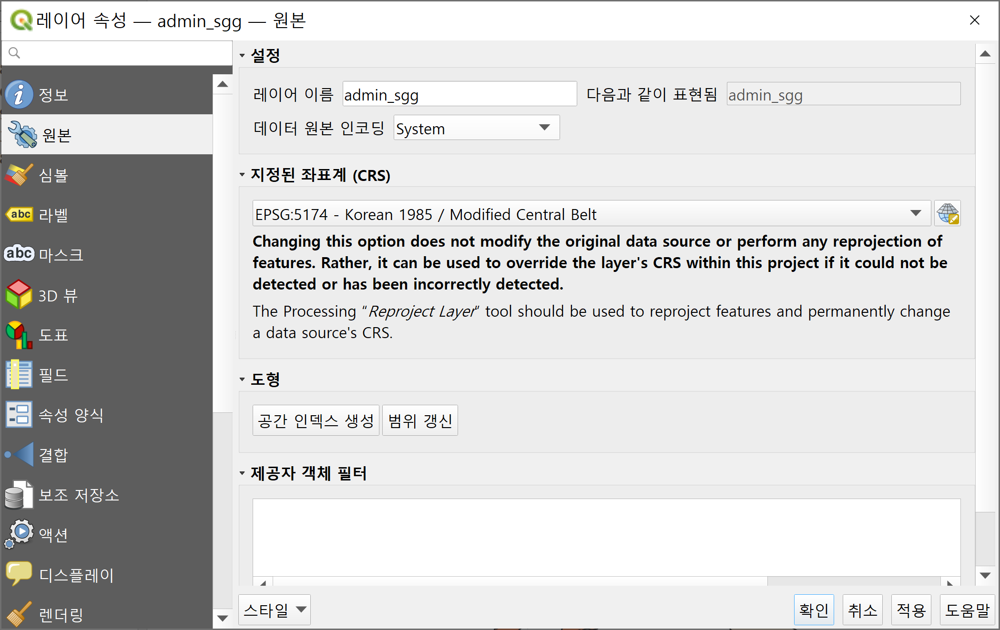 레이어 속성 — admin_sgg — 원본
정보
원본
심볼
abc 라벨
abc 마스크
3D 뷰
도표
필드
속성 양식
결합
보조 저장소
액션
디스플레이
렌더링
설정
레이어 이름 admin_sgg 다음과 같이 표현됨 admin_sgg
데이터 원본 인코딩 System
지정된 좌표계 (CRS)
EPSG:5174 - Korean 1985 / Modified Central Belt
Changing this option does not modify the original data source or perform any reprojection of
features. Rather, it can be used to override the layer's CRS within this project if it could not be
detected or has been incorrectly detected.
The Processing “Reproject Layer” tool should be used to reproject features and permanently change
a data source's CRS.
도형
공간 인덱스 생성 범위 갱신
제공자 객체 필터
스타일 확인 취소 적용 도움말